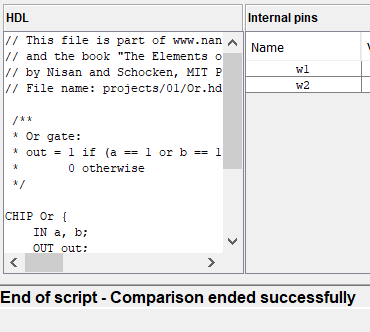 HDL
// This file is part of www.nan
// and the book "The Elements o
// by Nisan and Schocken, MIT P
// File name: projects/01/Or.hd
/**
* Or gate:
* out = 1 if (a == 1 or b == 1
* 0 otherwise
*/
CHIP Or {
IN a, b;
OUT out;
Internal pins
Name
w1
w2
End of script - Comparison ended successfully